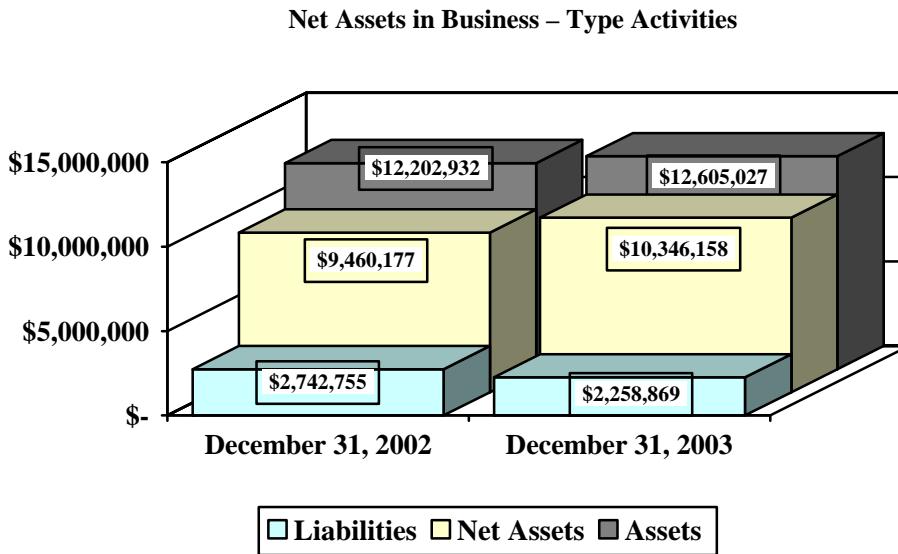 Net Assets in Business – Type Activities
$15,000,000
$10,000,000
$5,000,000
$-
$12,202,932
$12,605,027
$9,460,177
$10,346,158
$2,742,755
$2,258,869
December 31, 2002
December 31, 2003
Liabilities
Net Assets
Assets